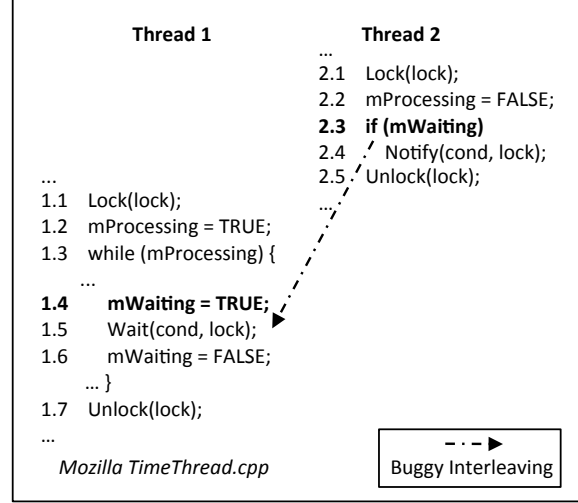 Thread 1
Thread 2
...
2.1 Lock(lock);
2.2 mProcessing = FALSE;
2.3 if (mWaiting)
2.4 Notify(cond, lock);
2.5 Unlock(lock);
...
...
1.1 Lock(lock);
1.2 mProcessing = TRUE;
1.3 while (mProcessing) {
...
1.4 mWaiting = TRUE;
1.5 Wait(cond, lock);
1.6 mWaiting = FALSE;
... }
1.7 Unlock(lock);
...
Mozilla TimeThread.cpp
Buggy Interleaving